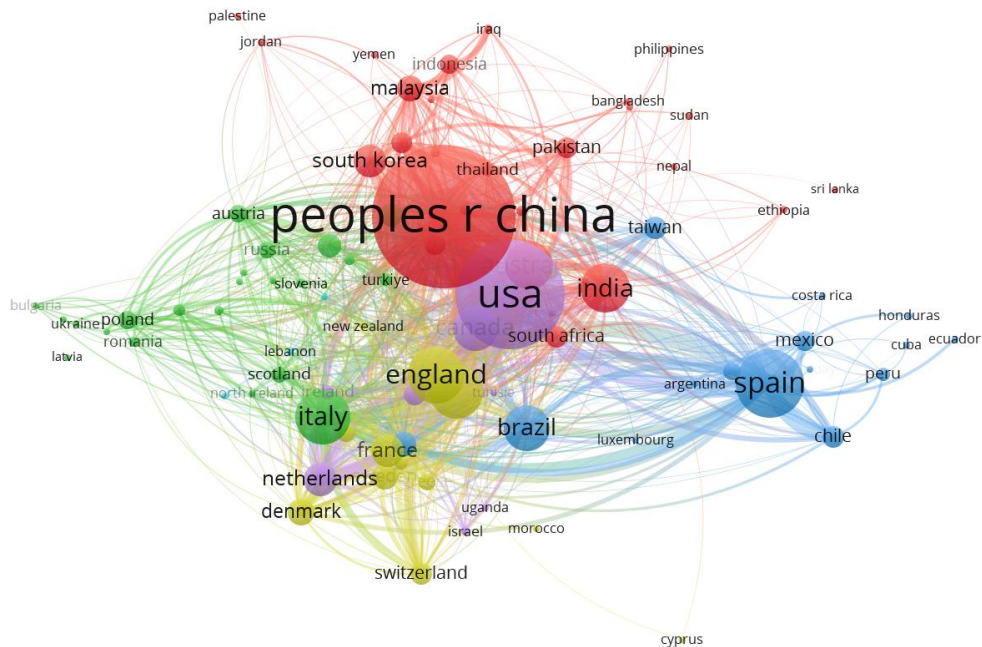 palestine
jordan
iraq
yemen
indonesia
philippines
malaysia
bangladesh
sudan
south korea
pakistan
thailand
nepal
sri lanka
peoples r china
austria
ethiopia
taiwan
russia
turkiye
slovenia
usa
india
bulgaria
costa rica
ukraine
poland
new zealand
canada
honduras
romania
south africa
mexico
cuba
ecuador
latvia
lebanon
scotland
england
argentina
spain
peru
north ireland
ireland
tunisia
italy
brazil
chile
luxembourg
france
netherlands
denmark
uganda
israel
morocco
switzerland
cyprus